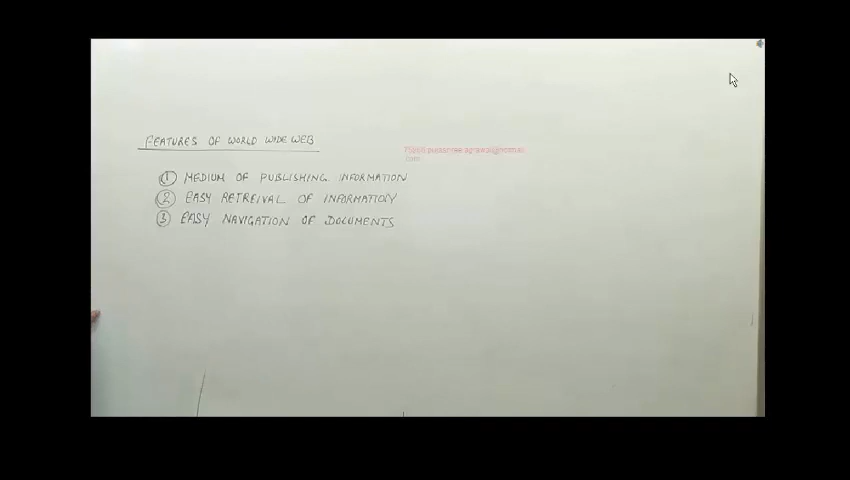 FEATURES OF WORLD WIDE WEB
① MEDIUM OF PUBLISHING INFORMATION
② EASY RETREIVAL OF INFORMATION
③ EASY NAVIGATION OF DOCUMENTS